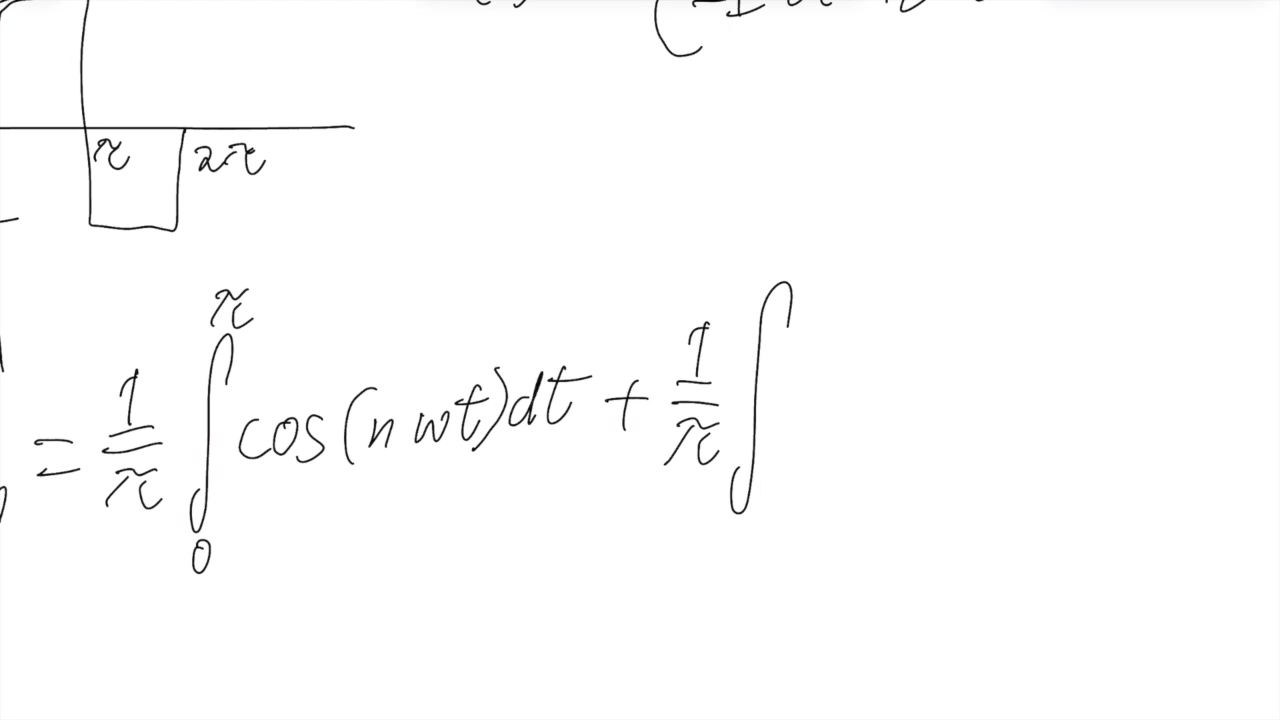 π 2π
= 1/π ∫₀^π cos(nωt)dt + 1/π ∫